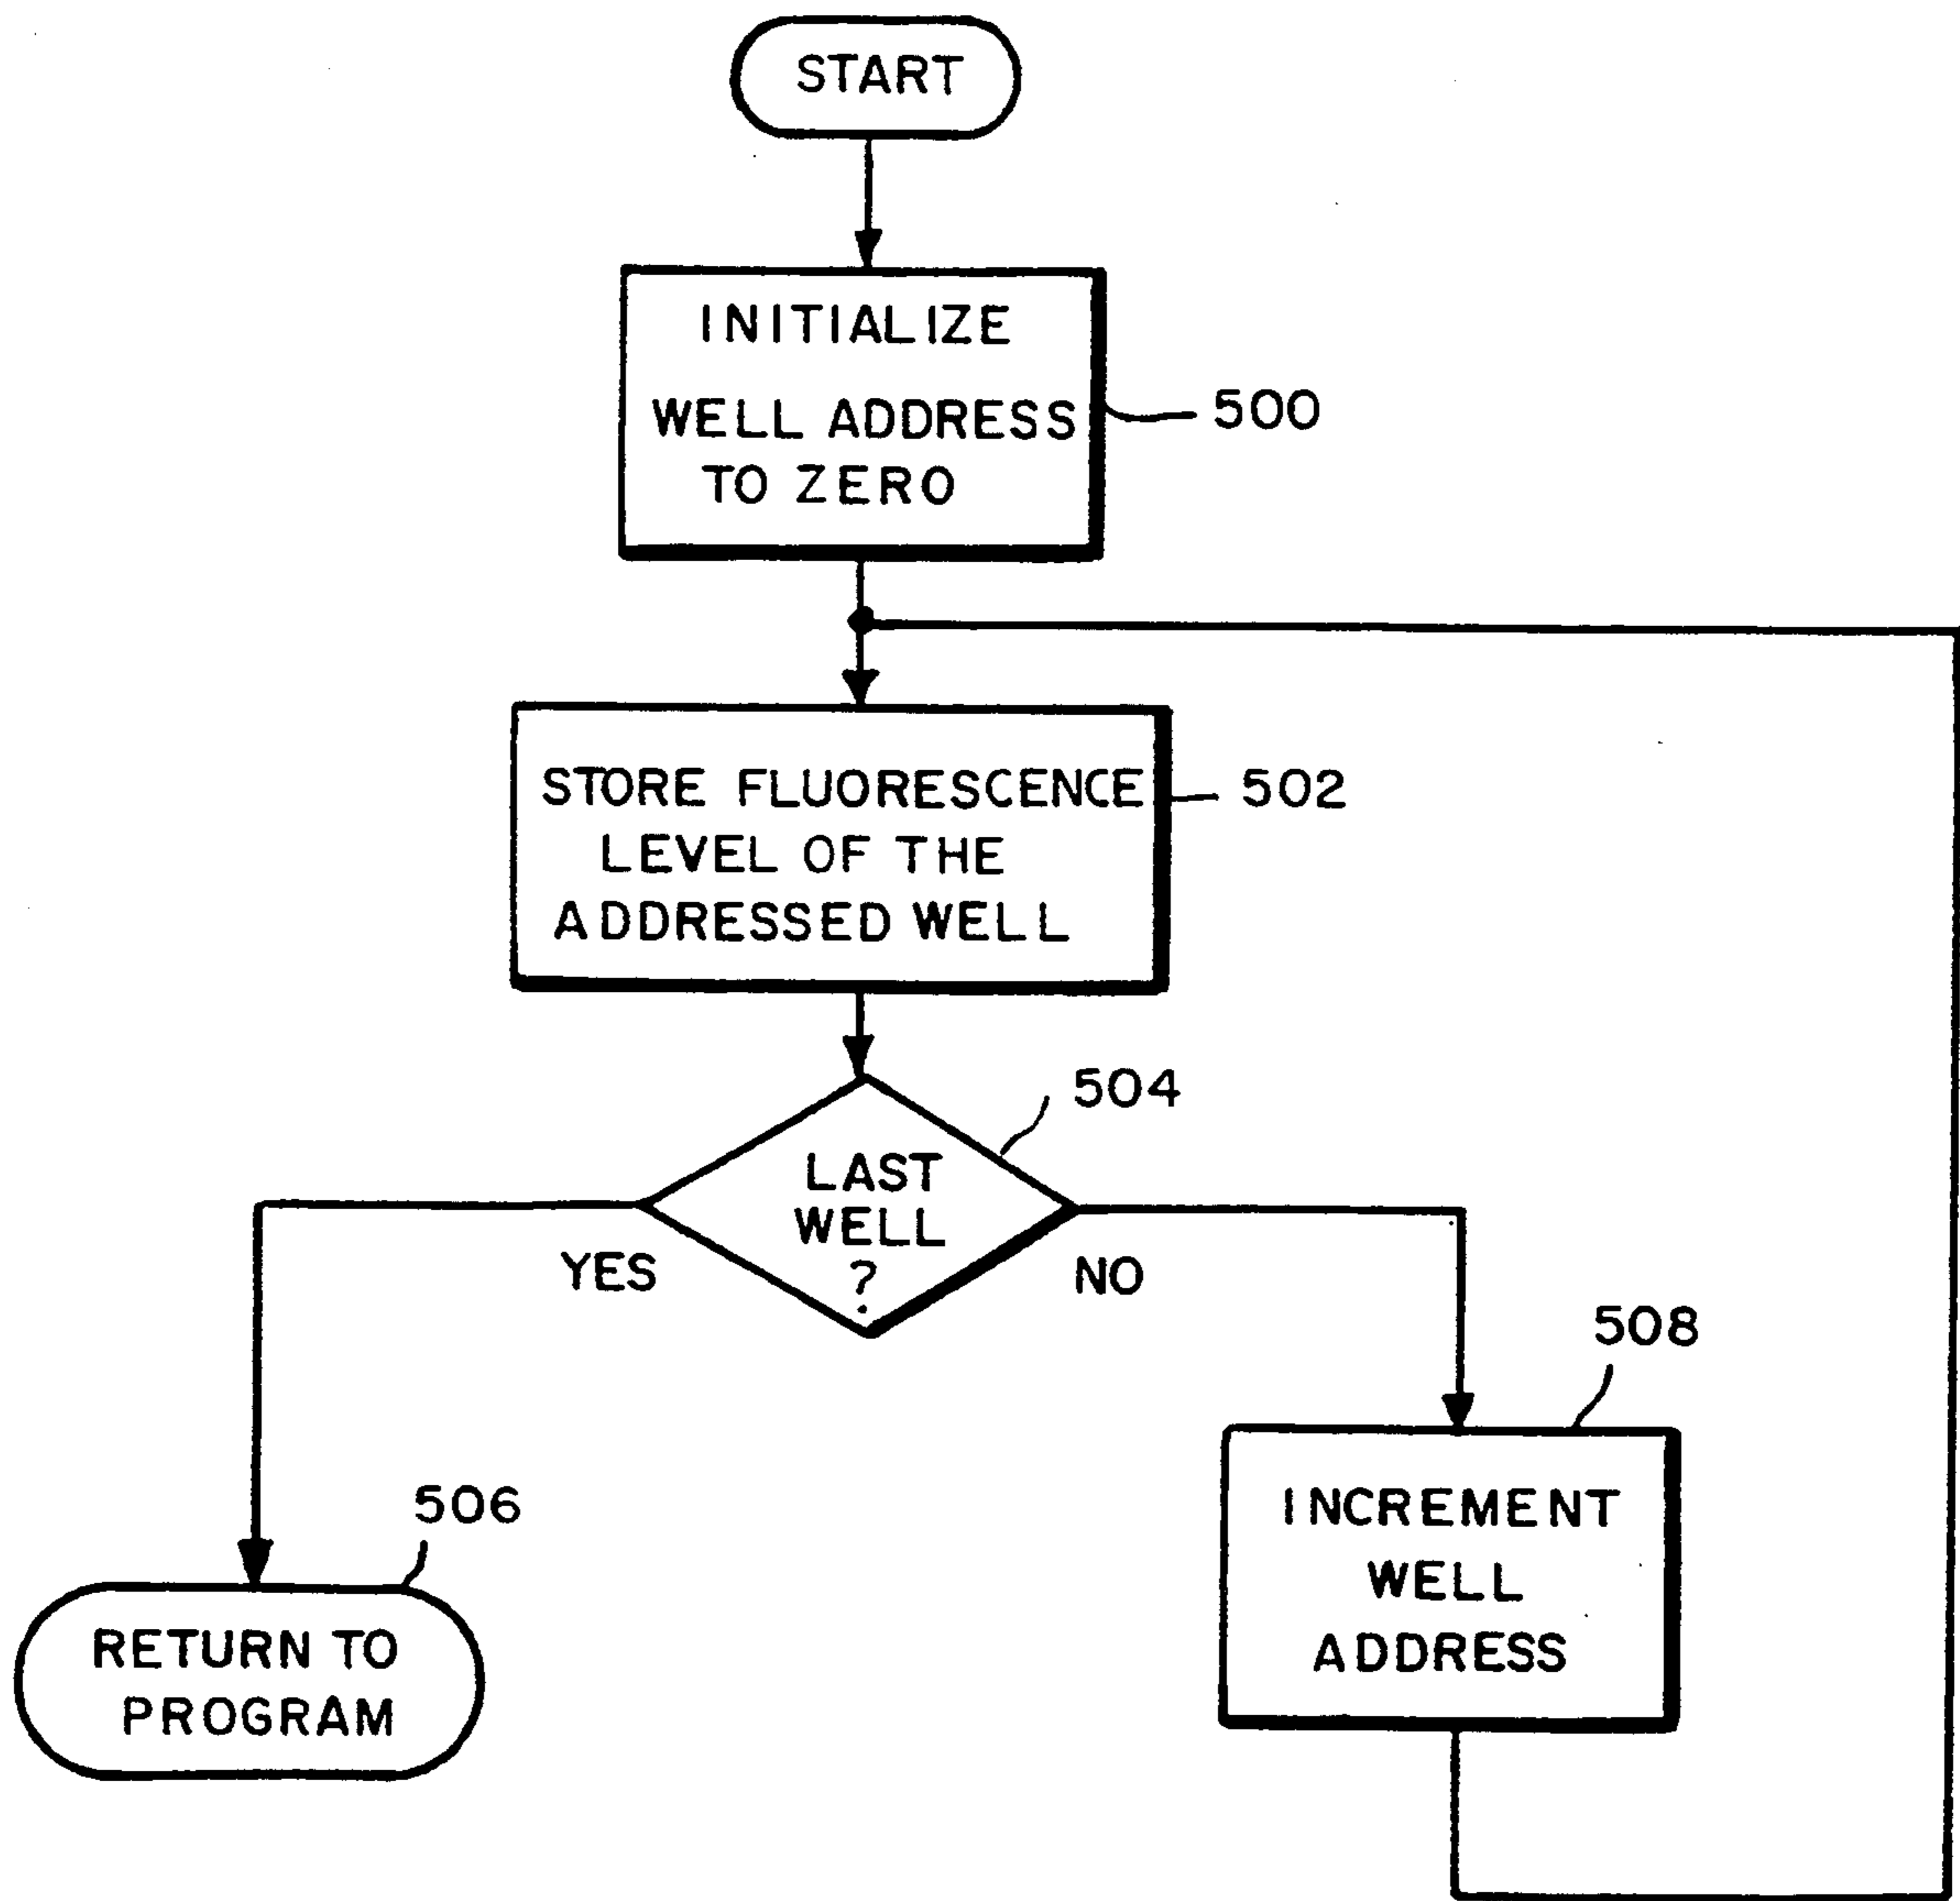 START
INITIALIZE
WELL ADDRESS
TO ZERO
500
STORE FLUORESCENCE
LEVEL OF THE
ADDRESSED WELL
502
504
LAST
WELL
?
YES
NO
508
506
INCREMENT
WELL
ADDRESS
RETURN TO
PROGRAM